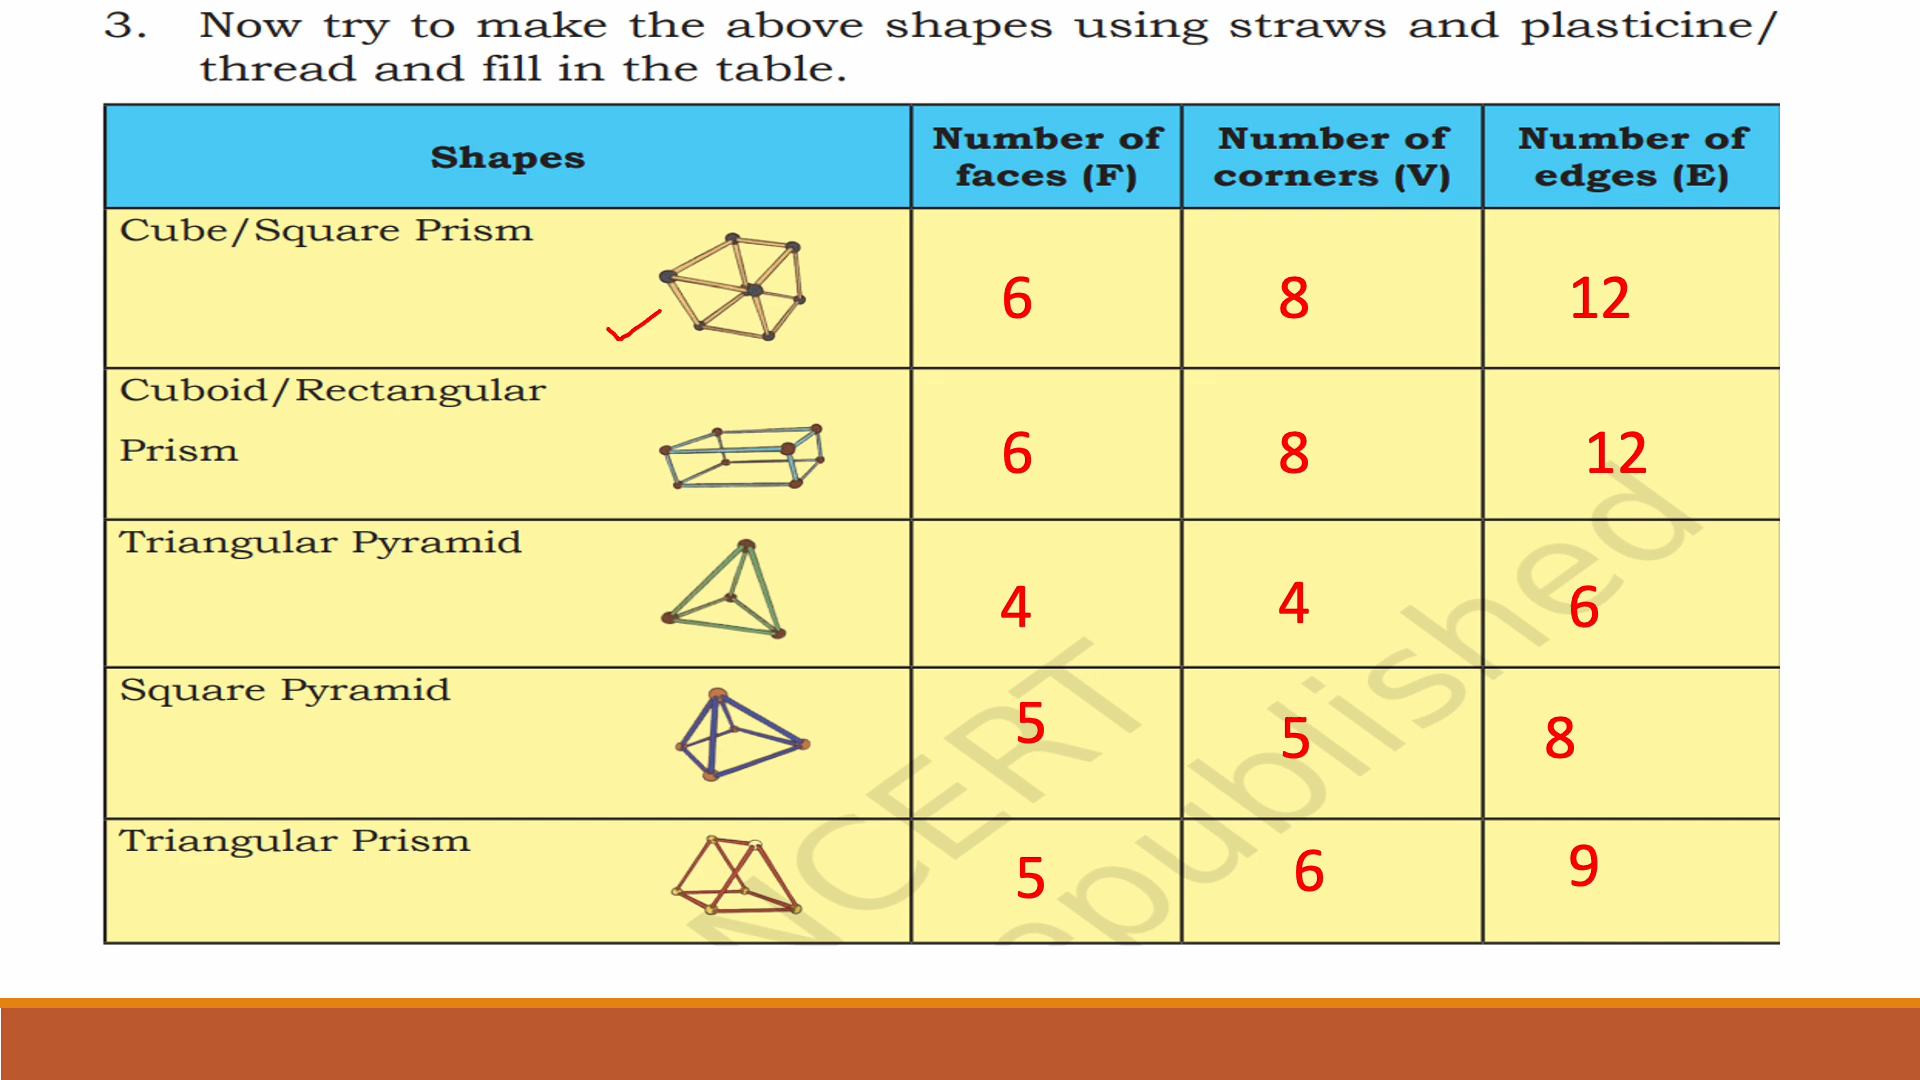 3. Now try to make the above shapes using straws and plasticine/
thread and fill in the table.
Shapes
Number of
faces (F)
Number of
corners (V)
Number of
edges (E)
Cube/Square Prism
6
8
12
Cuboid/Rectangular
Prism
6
8
12
Triangular Pyramid
4
4
6
Square Pyramid
5
5
8
Triangular Prism
5
6
9
NCERT
epublished